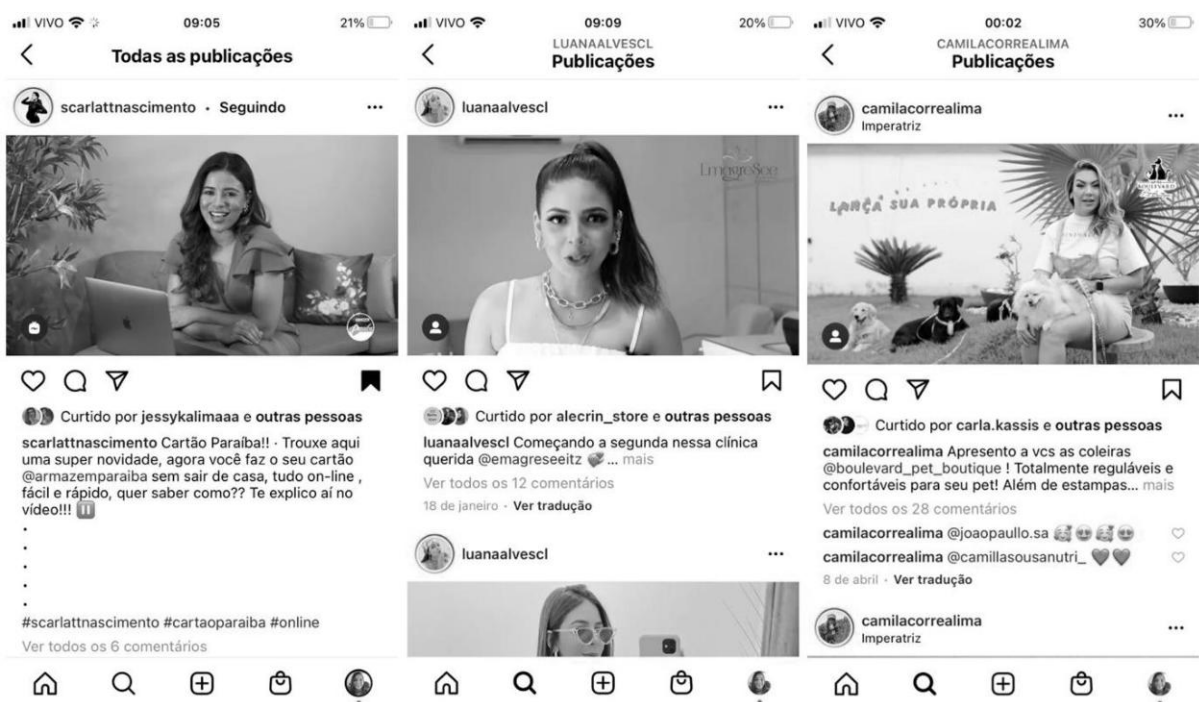 VIVO 09:05 21%
Todas as publicações
scarlattnascimento · Seguindo
Curtido por jessykalimaaa e outras pessoas
scarlattnascimento Cartão Paraíba!! · Trouxe aqui
uma super novidade, agora você faz o seu cartão
@armazemparaiba sem sair de casa, tudo on-line ,
fácil e rápido, quer saber como?? Te explico aí no
vídeo!!!
.
.
.
.
.
#scarlattnascimento #cartaoparaiba #online
Ver todos os 6 comentários
VIVO 09:09 20%
LUANAALVESCL
Publicações
luanaalvescl
EmagreSee
Curtido por alecrin_store e outras pessoas
luanaalvescl Começando a segunda nessa clínica
querida @emagreseeitz ... mais
Ver todos os 12 comentários
18 de janeiro · Ver tradução
luanaalvescl
VIVO 00:02 30%
CAMILACORREALIMA
Publicações
camilacorrealima
Imperatriz
LANÇA SUA PRÓPRIA
BOULEVARD
Curtido por carla.kassis e outras pessoas
camilacorrealima Apresento a vcs as coleiras
@boulevard_pet_boutique ! Totalmente reguláveis e
confortáveis para seu pet! Além de estampas... mais
Ver todos os 28 comentários
camilacorrealima @joaopaullo.sa 🥰😍🥰😍
camilacorrealima @camillasousanutri_ ❤❤
8 de abril · Ver tradução
camilacorrealima
Imperatriz